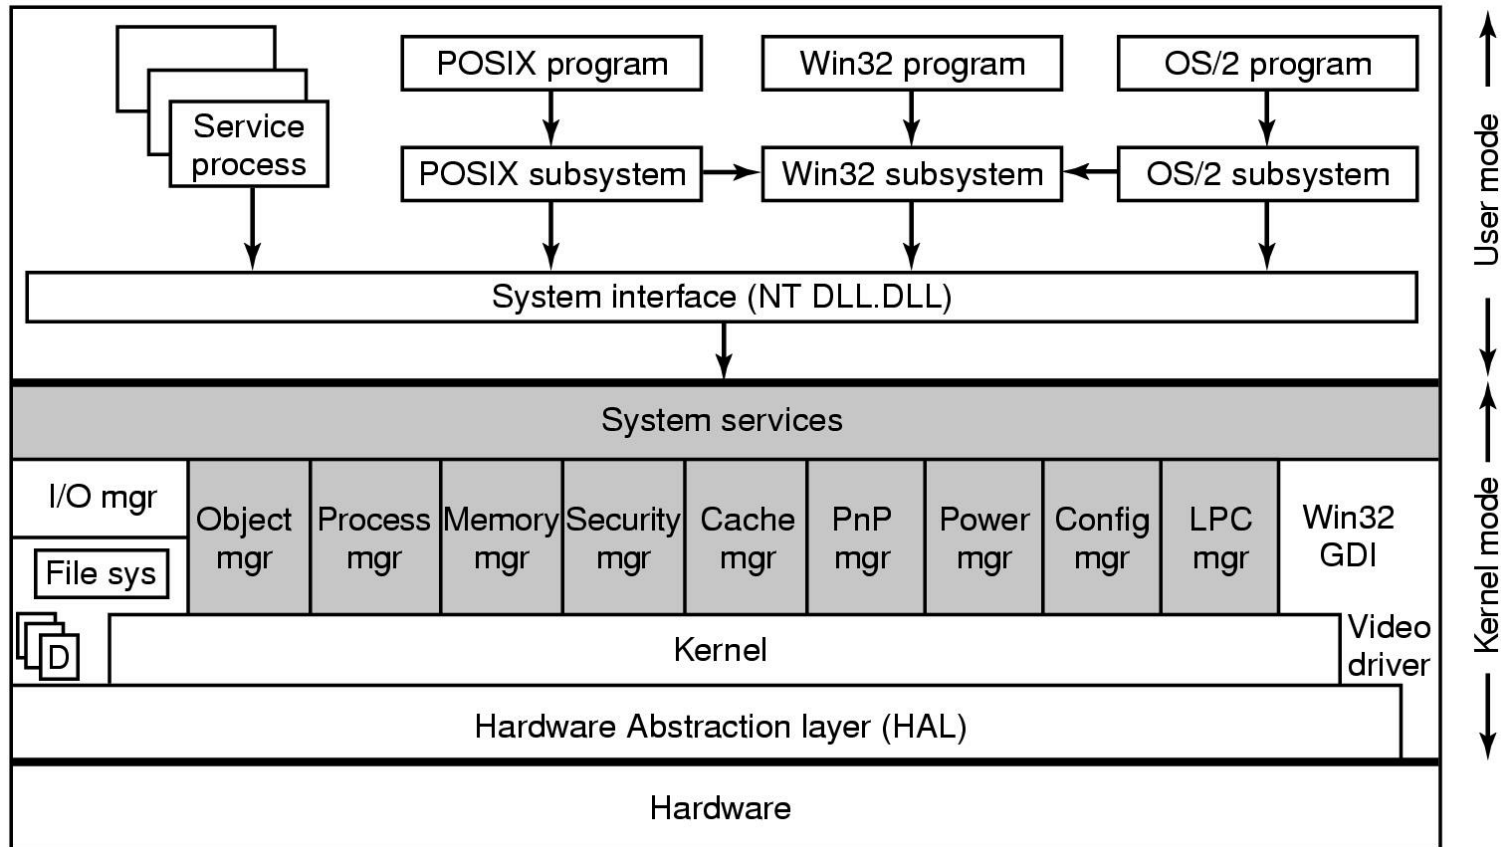 POSIX program
Win32 program
OS/2 program
Service
process
POSIX subsystem
Win32 subsystem
OS/2 subsystem
User mode
System interface (NT DLL.DLL)
System services
I/O mgr
File sys
D
Object
mgr
Process
mgr
Memory
mgr
Security
mgr
Cache
mgr
PnP
mgr
Power
mgr
Config
mgr
LPC
mgr
Win32
GDI
Kernel mode
Kernel
Video
driver
Hardware Abstraction layer (HAL)
Hardware